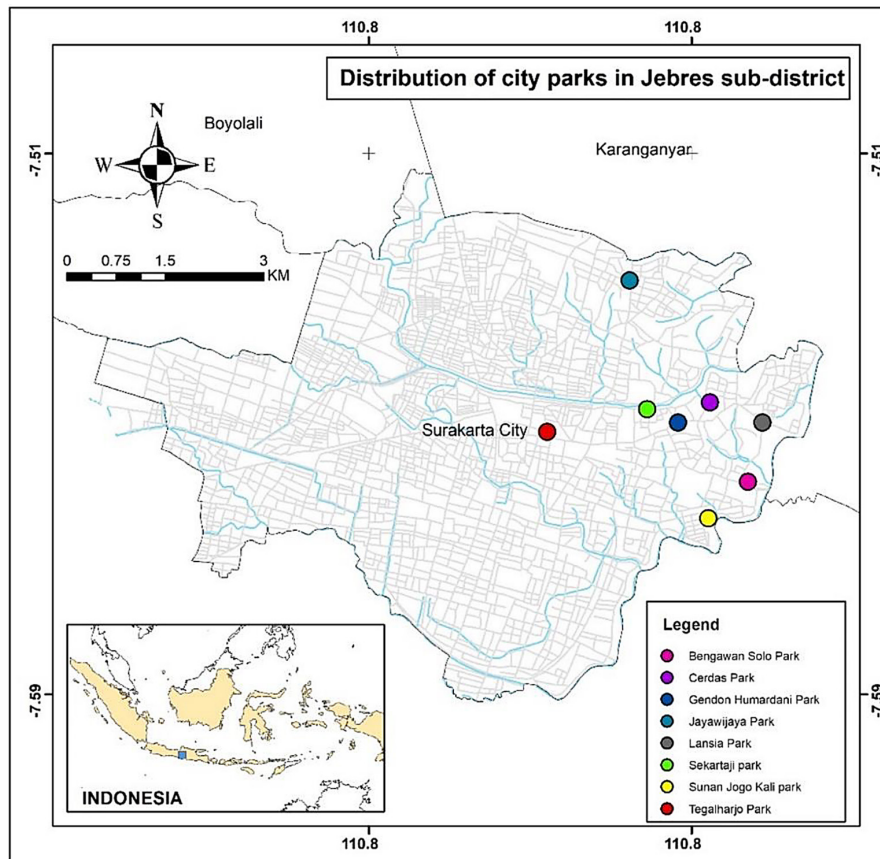 110.8 110.8
Distribution of city parks in Jebres sub-district
N
Boyolali
Karanganyar
-7.51 -7.51
W E
S
0 0.75 1.5 3
KM
Surakarta City
Legend
Bengawan Solo Park
Cerdas Park
Gendon Humardani Park
Jayawijaya Park
Lansia Park
Sekartaji park
Sunan Jogo Kali park
Tegalharjo Park
-7.59 -7.59
INDONESIA
110.8 110.8